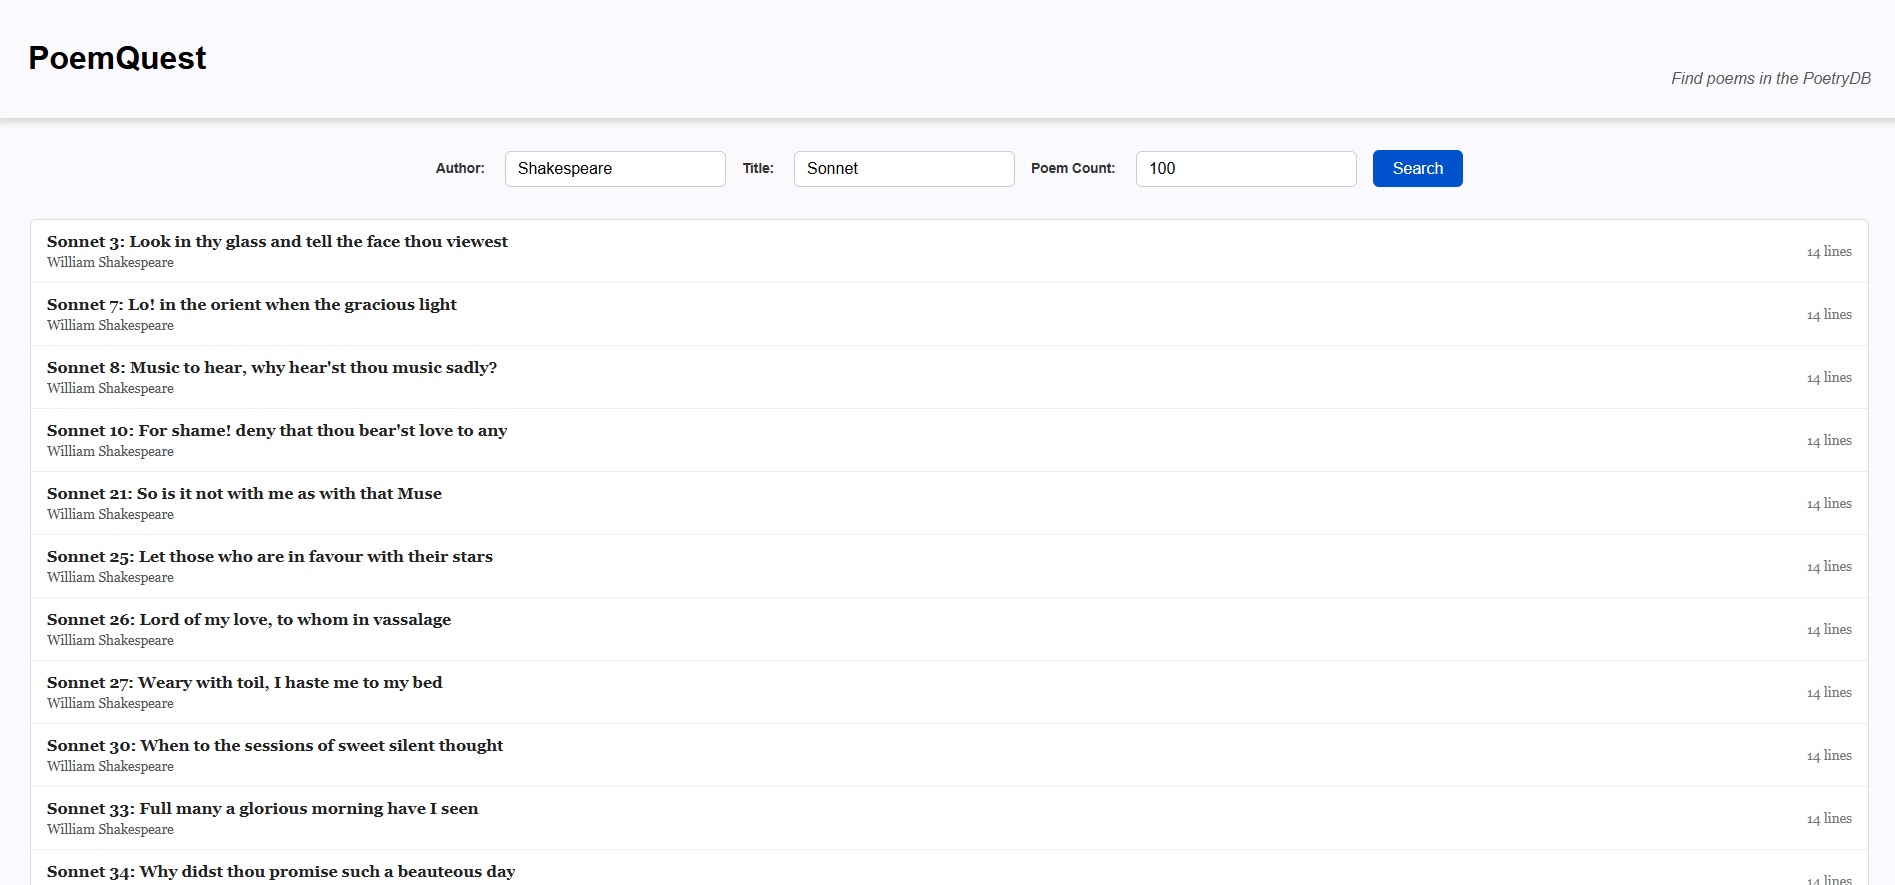 PoemQuest
Find poems in the PoetryDB
Author: Shakespeare Title: Sonnet Poem Count: 100 Search
Sonnet 3: Look in thy glass and tell the face thou viewest
William Shakespeare
14 lines
Sonnet 7: Lo! in the orient when the gracious light
William Shakespeare
14 lines
Sonnet 8: Music to hear, why hear'st thou music sadly?
William Shakespeare
14 lines
Sonnet 10: For shame! deny that thou bear'st love to any
William Shakespeare
14 lines
Sonnet 21: So is it not with me as with that Muse
William Shakespeare
14 lines
Sonnet 25: Let those who are in favour with their stars
William Shakespeare
14 lines
Sonnet 26: Lord of my love, to whom in vassalage
William Shakespeare
14 lines
Sonnet 27: Weary with toil, I haste me to my bed
William Shakespeare
14 lines
Sonnet 30: When to the sessions of sweet silent thought
William Shakespeare
14 lines
Sonnet 33: Full many a glorious morning have I seen
William Shakespeare
14 lines
Sonnet 34: Why didst thou promise such a beauteous day
14 lines